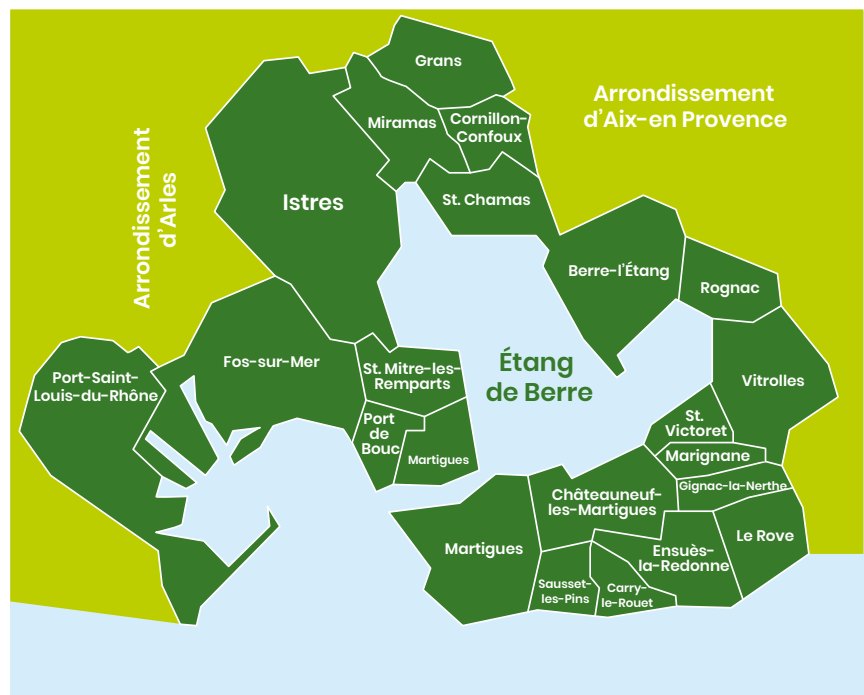 Grans
Arrondissement
d'Aix-en Provence
Miramas
Cornillon-
Confoux
Arrondissement
d'Arles
Istres
St. Chamas
Berre-l'Étang
Rognac
Fos-sur-Mer
St. Mitre-les-
Remparts
Étang
de Berre
Port-Saint-
Louis-du-Rhône
Vitrolles
Port
de
Bouc
Martigues
St.
Victoret
Marignane
Gignac-la-Nerthe
Châteauneuf-
les-Martigues
Martigues
Ensuès-
la-Redonne
Le Rove
Sausset-
les-Pins
Carry-
le-Rouet